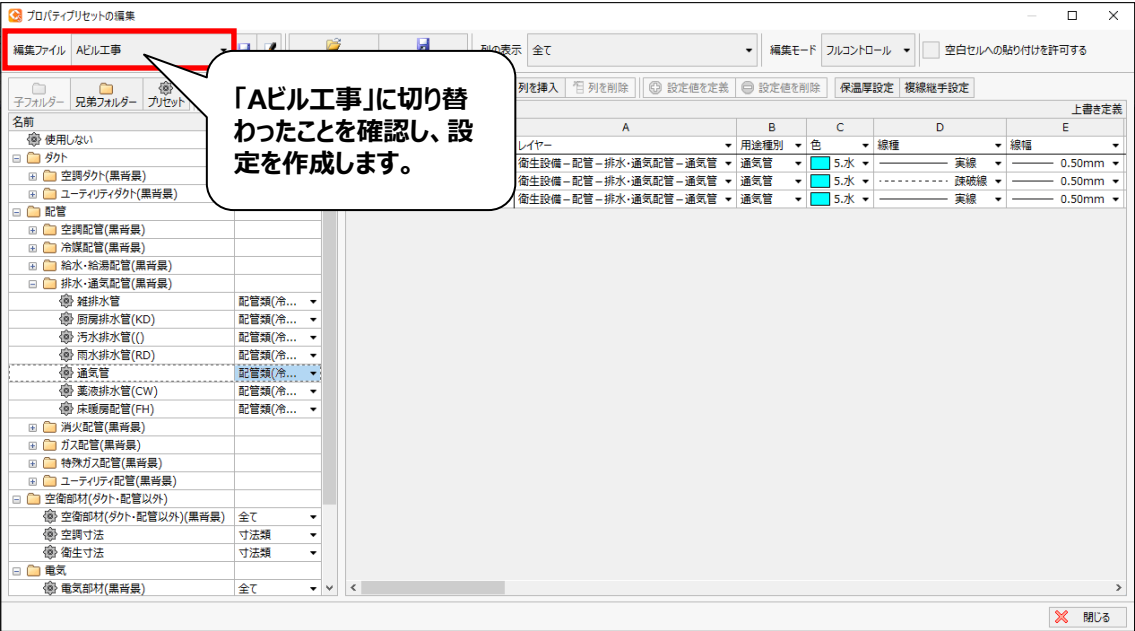 プロパティプリセットの編集
編集ファイル Aビル工事 列の表示 全て 編集モード フルコントロール 空白セルへの貼り付けを許可する
「Aビル工事」に切り替
わったことを確認し、設
定を作成します。
子フォルダー 兄弟フォルダー プリセット 列を挿入 列を削除 設定値を定義 設定値を削除 保温厚設定 複線継手設定
上書き定義
名前 A B C D E
レイヤー 用途種別 色 線種 線幅
衛生設備-配管-排水・通気配管-通気管 通気管 5.水 実線 0.50mm
衛生設備-配管-排水・通気配管-通気管 通気管 5.水 疎破線 0.50mm
衛生設備-配管-排水・通気配管-通気管 通気管 5.水 実線 0.50mm
使用しない
ダクト
空調ダクト(黒背景)
ユーティリティダクト(黒背景)
配管
空調配管(黒背景)
冷媒配管(黒背景)
給水・給湯配管(黒背景)
排水・通気配管(黒背景)
雑排水管 配管類(冷...
厨房排水管(KD) 配管類(冷...
汚水排水管(() 配管類(冷...
雨水排水管(RD) 配管類(冷...
通気管 配管類(冷...
薬液排水管(CW) 配管類(冷...
床暖房配管(FH) 配管類(冷...
消火配管(黒背景)
ガス配管(黒背景)
特殊ガス配管(黒背景)
ユーティリティ配管(黒背景)
空衛部材(ダクト・配管以外)
空衛部材(ダクト・配管以外)(黒背景) 全て
空調寸法 寸法類
衛生寸法 寸法類
電気
電気部材(黒背景) 全て
閉じる